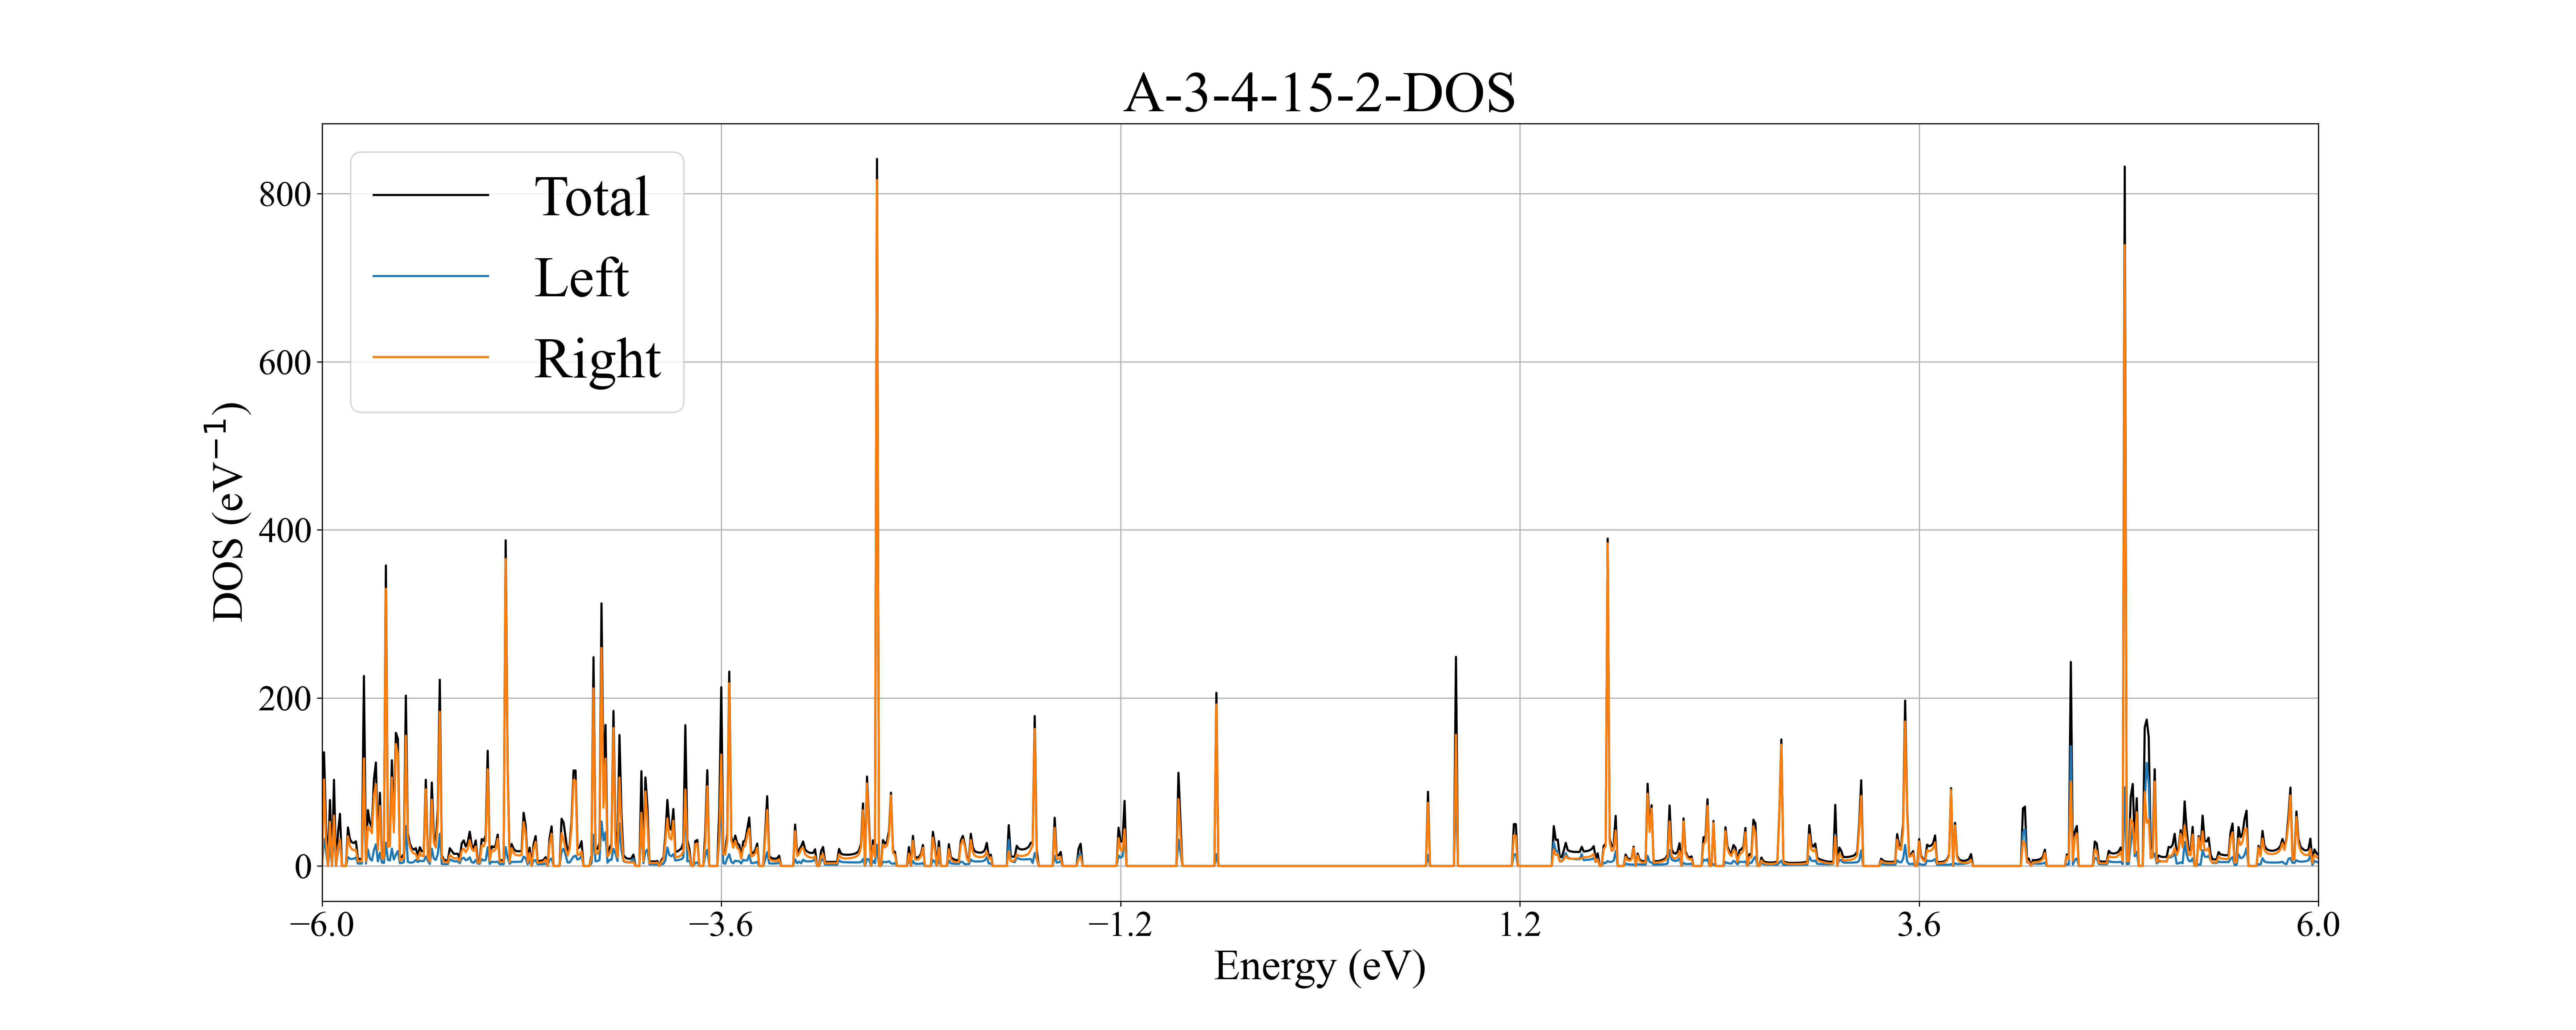 A-3-4-15-2-DOS
Total
Left
Right
800
600
400
200
0
DOS (eV⁻¹)
−6.0
−3.6
−1.2
1.2
3.6
6.0
Energy (eV)